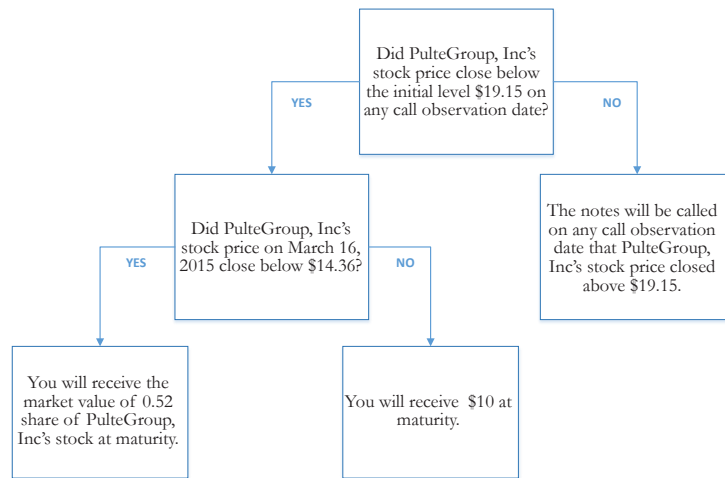 Did PulteGroup, Inc's
stock price close below
the initial level $19.15 on
any call observation date?
YES
NO
Did PulteGroup, Inc's
stock price on March 16,
2015 close below $14.36?
The notes will be called
on any call observation
date that PulteGroup,
Inc's stock price closed
above $19.15.
YES
NO
You will receive the
market value of 0.52
share of PulteGroup,
Inc's stock at maturity.
You will receive $10 at
maturity.